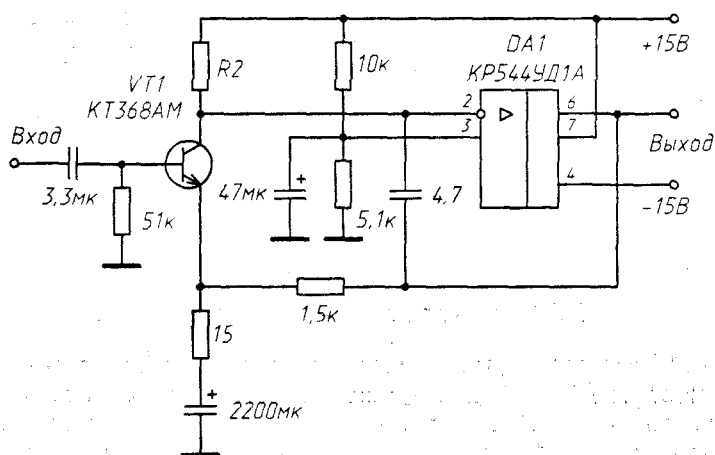 R2
10к
DA1
КР544УД1А
+15В
VT1
КТ368АМ
2
3
6
7
4
Вход
Выход
-15В
3,3мк
51к
+
47мк
5,1к
4,7
1,5к
15
+
2200мк